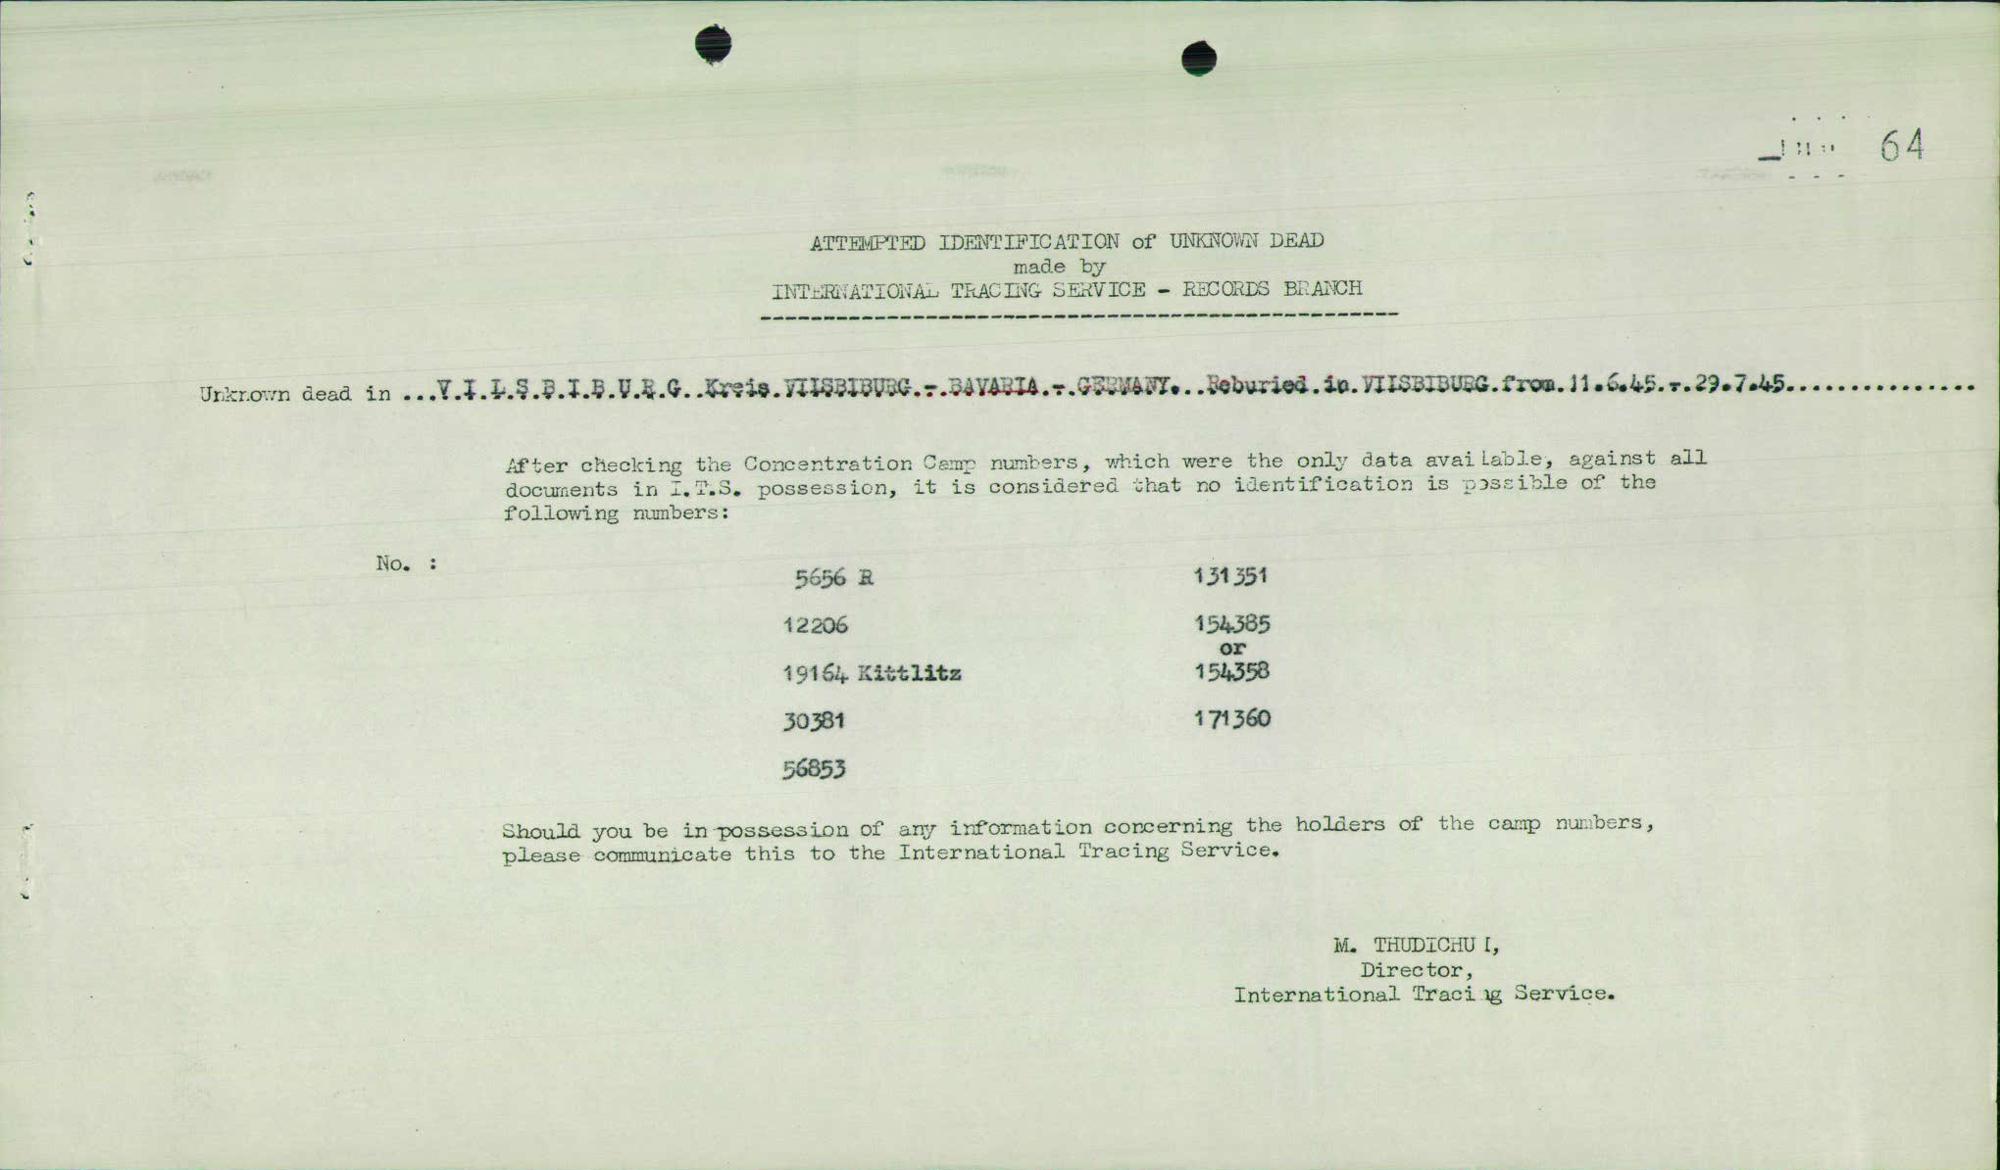 64
ATTEMPTED IDENTIFICATION of UNKNOWN DEAD
made by
INTERNATIONAL TRACING SERVICE - RECORDS BRANCH
Unknown dead in ...V.I.L.S.B.I.B.U.R.G..Kreis.VIISBIBURG.-.BAVARIA.-.GERMANY...Reburied.in.VIISBIBURG.from.11.6.45.-.29.7.45...............
After checking the Concentration Camp numbers, which were the only data available, against all
documents in I.T.S. possession, it is considered that no identification is possible of the
following numbers:
No. :
5656 R 131351
12206 154385
or
19164 Kittlitz 154358
30381 171360
56853
Should you be in possession of any information concerning the holders of the camp numbers,
please communicate this to the International Tracing Service.
M. THUDICHUM,
Director,
International Tracing Service.